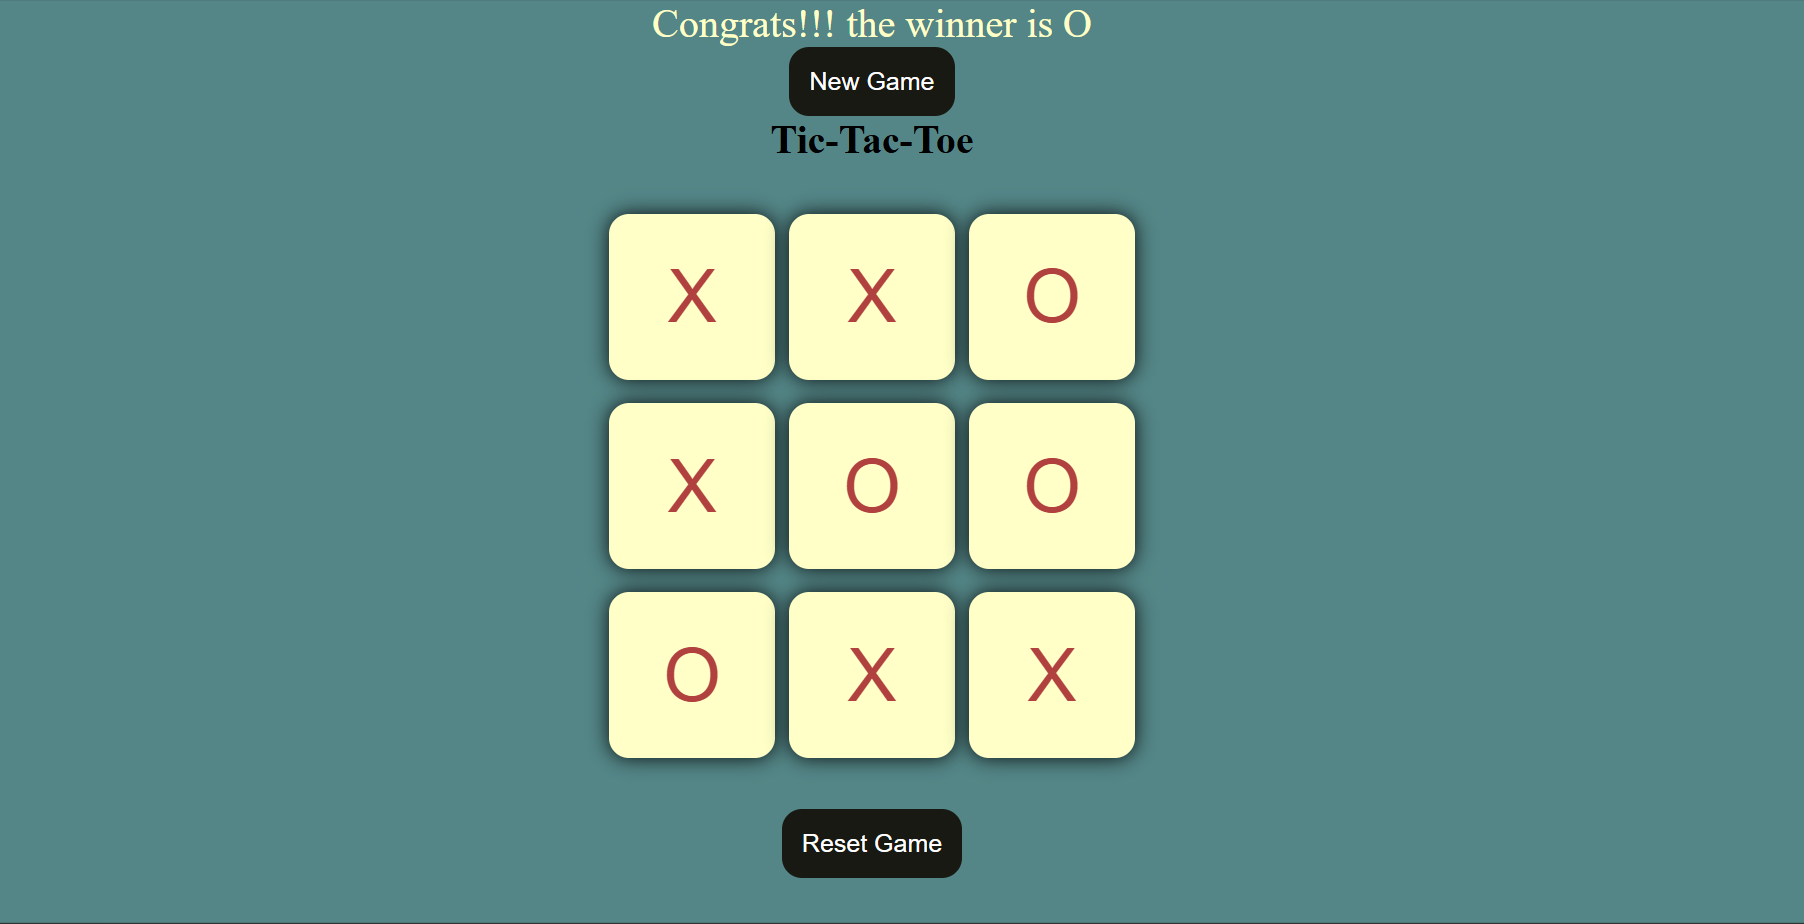 Congrats!!! the winner is O
New Game
Tic-Tac-Toe
X X O
X O O
O X X
Reset Game